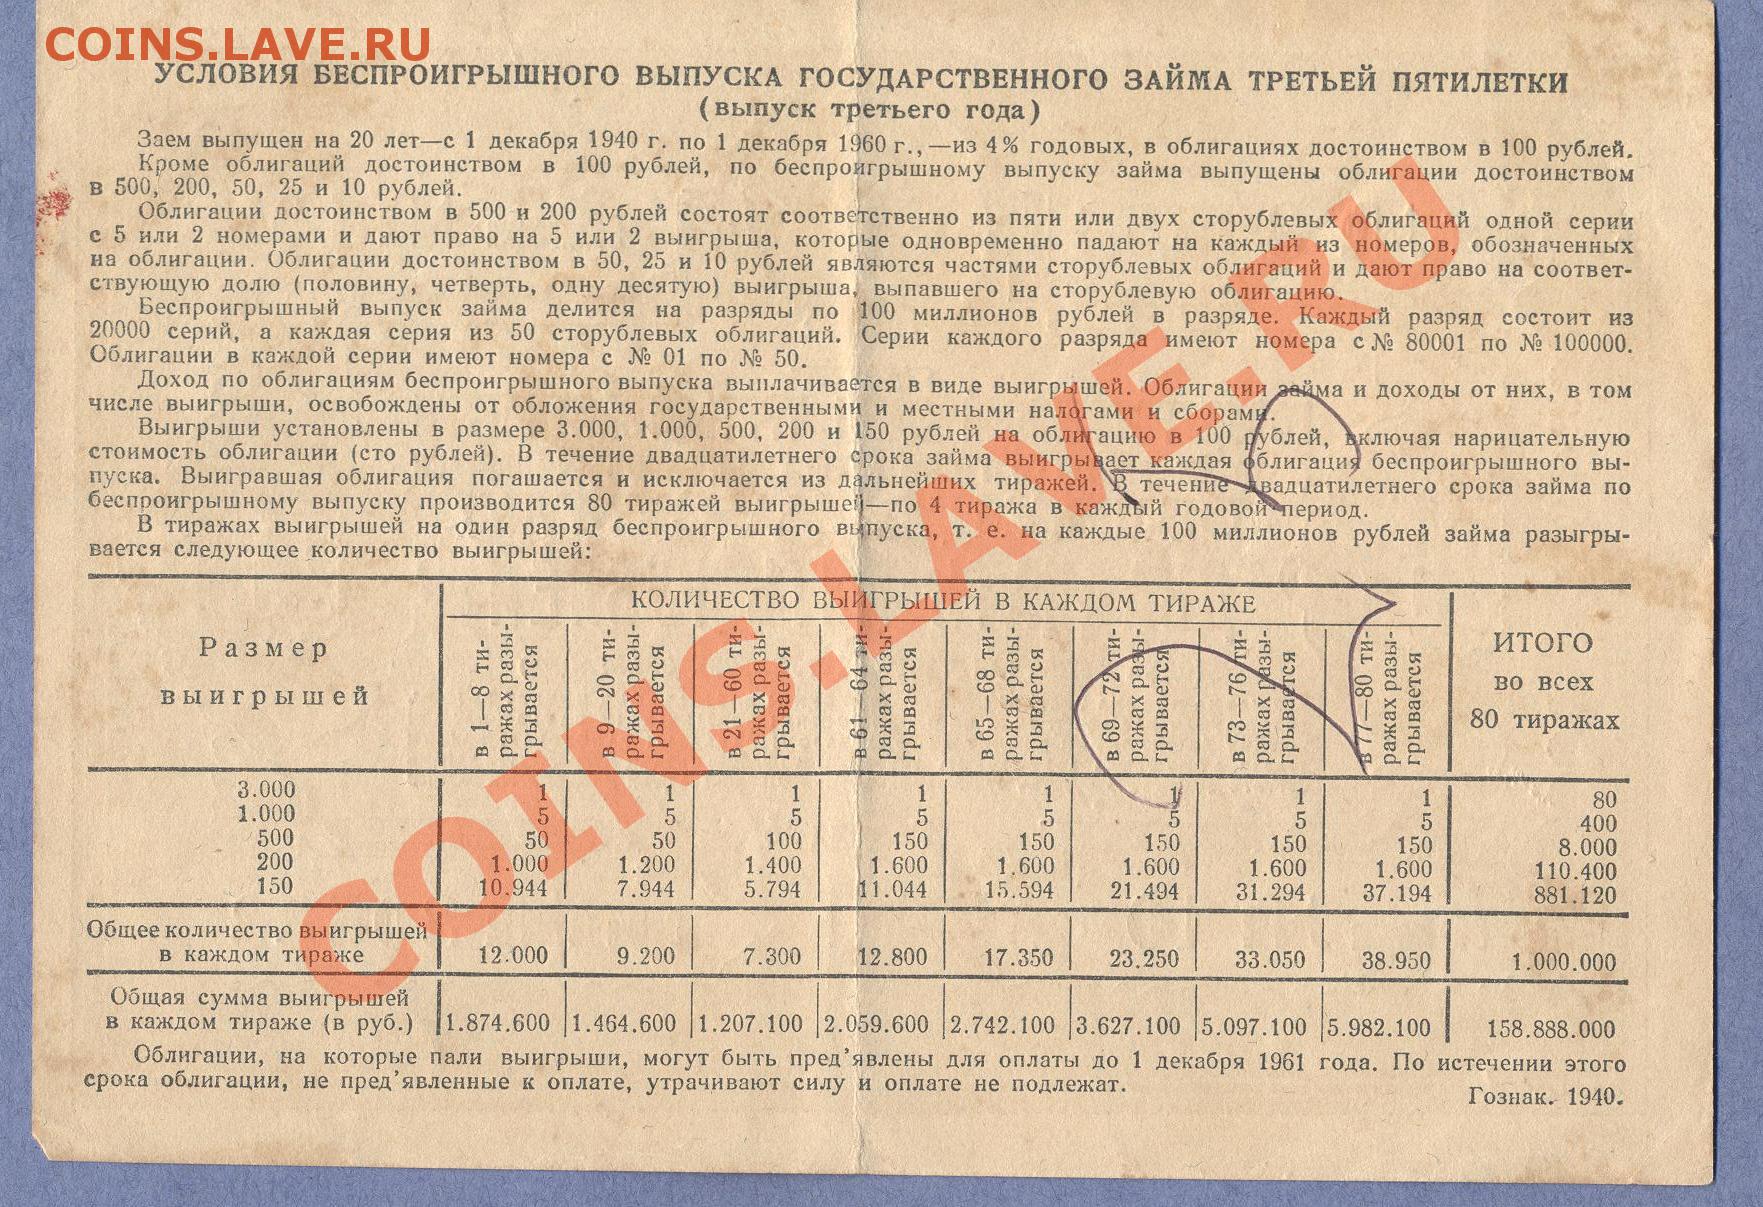 COINS.LAVE.RU
УСЛОВИЯ БЕСПРОИГРЫШНОГО ВЫПУСКА ГОСУДАРСТВЕННОГО ЗАЙМА ТРЕТЬЕЙ ПЯТИЛЕТКИ
(выпуск третьего года)
Заем выпущен на 20 лет—с 1 декабря 1940 г. по 1 декабря 1960 г.,—из 4% годовых, в облигациях достоинством в 100 рублей.
Кроме облигаций достоинством в 100 рублей, по беспроигрышному выпуску займа выпущены облигации достоинством
в 500, 200, 50, 25 и 10 рублей.
Облигации достоинством в 500 и 200 рублей состоят соответственно из пяти или двух сторублевых облигаций одной серии
с 5 или 2 номерами и дают право на 5 или 2 выигрыша, которые одновременно падают на каждый из номеров, обозначенных
на облигации. Облигации достоинством в 50, 25 и 10 рублей являются частями сторублевых облигаций и дают право на соответ-
ствующую долю (половину, четверть, одну десятую) выигрыша, выпавшего на сторублевую облигацию.
Беспроигрышный выпуск займа делится на разряды по 100 миллионов рублей в разряде. Каждый разряд состоит из
20000 серий, а каждая серия из 50 сторублевых облигаций. Серии каждого разряда имеют номера с № 80001 по № 100000.
Облигации в каждой серии имеют номера с № 01 по № 50.
Доход по облигациям беспроигрышного выпуска выплачивается в виде выигрышей. Облигации займа и доходы от них, в том
числе выигрыши, освобождены от обложения государственными и местными налогами и сборами.
Выигрыши установлены в размере 3.000, 1.000, 500, 200 и 150 рублей на облигацию в 100 рублей, включая нарицательную
стоимость облигации (сто рублей). В течение двадцатилетнего срока займа выигрывает каждая облигация беспроигрышного вы-
пуска. Выигравшая облигация погашается и исключается из дальнейших тиражей. В течение двадцатилетнего срока займа по
беспроигрышному выпуску производится 80 тиражей выигрышей—по 4 тиража в каждый годовой период.
В тиражах выигрышей на один разряд беспроигрышного выпуска, т. е. на каждые 100 миллионов рублей займа разыгры-
вается следующее количество выигрышей:
Размер
выигрышей
КОЛИЧЕСТВО ВЫИГРЫШЕЙ В КАЖДОМ ТИРАЖЕ
в 1—8 ти-
ражах разы-
грывается
в 9—20 ти-
ражах разы-
грывается
в 21—60 ти-
ражах разы-
грывается
в 61—64 ти-
ражах разы-
грывается
в 65—68 ти-
ражах разы-
грывается
в 69—72 ти-
ражах разы-
грывается
в 73—76 ти-
ражах разы-
грывается
в 77—80 ти-
ражах разы-
грывается
ИТОГО
во всех
80 тиражах
3.000 1 1 1 1 1 1 1 1 80
1.000 5 5 5 5 5 5 5 5 400
500 50 50 100 150 150 150 150 150 8.000
200 1.000 1.200 1.400 1.600 1.600 1.600 1.600 1.600 110.400
150 10.944 7.944 5.794 11.044 15.594 21.494 31.294 37.194 881.120
Общее количество выигрышей
в каждом тираже 12.000 9.200 7.300 12.800 17.350 23.250 33.050 38.950 1.000.000
Общая сумма выигрышей
в каждом тираже (в руб.) 1.874.600 1.464.600 1.207.100 2.059.600 2.742.100 3.627.100 5.097.100 5.982.100 158.888.000
Облигации, на которые пали выигрыши, могут быть пред’явлены для оплаты до 1 декабря 1961 года. По истечении этого
срока облигации, не пред’явленные к оплате, утрачивают силу и оплате не подлежат.
Гознак. 1940.
COINS.LAVE.RU